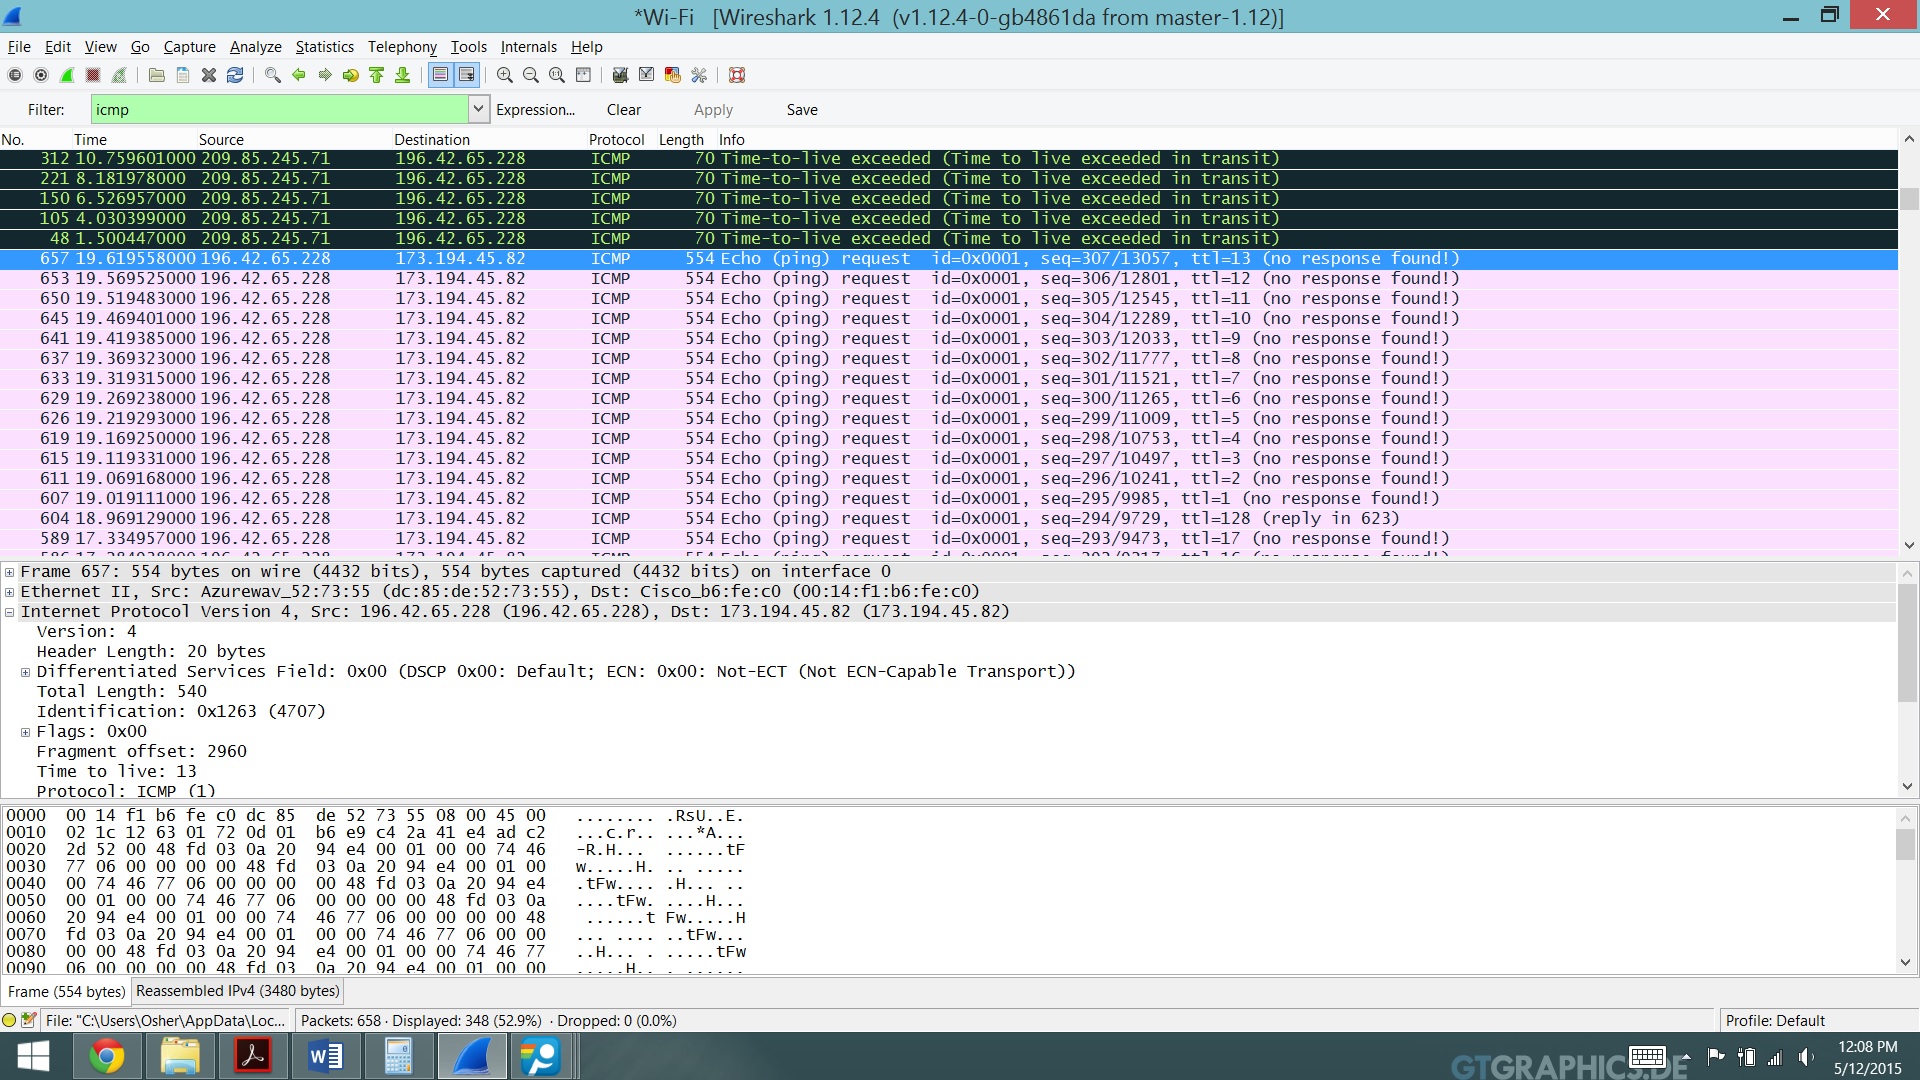 *Wi-Fi   [Wireshark 1.12.4  (v1.12.4-0-gb4861da from master-1.12)]
File Edit View Go Capture Analyze Statistics Telephony Tools Internals Help
Filter: icmp Expression... Clear Apply Save
No. Time Source Destination Protocol Length Info
312 10.759601000 209.85.245.71 196.42.65.228 ICMP 70 Time-to-live exceeded (Time to live exceeded in transit)
221 8.181978000 209.85.245.71 196.42.65.228 ICMP 70 Time-to-live exceeded (Time to live exceeded in transit)
150 6.526957000 209.85.245.71 196.42.65.228 ICMP 70 Time-to-live exceeded (Time to live exceeded in transit)
105 4.030399000 209.85.245.71 196.42.65.228 ICMP 70 Time-to-live exceeded (Time to live exceeded in transit)
48 1.500447000 209.85.245.71 196.42.65.228 ICMP 70 Time-to-live exceeded (Time to live exceeded in transit)
657 19.619558000 196.42.65.228 173.194.45.82 ICMP 554 Echo (ping) request  id=0x0001, seq=307/13057, ttl=13 (no response found!)
653 19.569525000 196.42.65.228 173.194.45.82 ICMP 554 Echo (ping) request  id=0x0001, seq=306/12801, ttl=12 (no response found!)
650 19.519483000 196.42.65.228 173.194.45.82 ICMP 554 Echo (ping) request  id=0x0001, seq=305/12545, ttl=11 (no response found!)
645 19.469401000 196.42.65.228 173.194.45.82 ICMP 554 Echo (ping) request  id=0x0001, seq=304/12289, ttl=10 (no response found!)
641 19.419385000 196.42.65.228 173.194.45.82 ICMP 554 Echo (ping) request  id=0x0001, seq=303/12033, ttl=9 (no response found!)
637 19.369323000 196.42.65.228 173.194.45.82 ICMP 554 Echo (ping) request  id=0x0001, seq=302/11777, ttl=8 (no response found!)
633 19.319315000 196.42.65.228 173.194.45.82 ICMP 554 Echo (ping) request  id=0x0001, seq=301/11521, ttl=7 (no response found!)
629 19.269238000 196.42.65.228 173.194.45.82 ICMP 554 Echo (ping) request  id=0x0001, seq=300/11265, ttl=6 (no response found!)
626 19.219293000 196.42.65.228 173.194.45.82 ICMP 554 Echo (ping) request  id=0x0001, seq=299/11009, ttl=5 (no response found!)
619 19.169250000 196.42.65.228 173.194.45.82 ICMP 554 Echo (ping) request  id=0x0001, seq=298/10753, ttl=4 (no response found!)
615 19.119331000 196.42.65.228 173.194.45.82 ICMP 554 Echo (ping) request  id=0x0001, seq=297/10497, ttl=3 (no response found!)
611 19.069168000 196.42.65.228 173.194.45.82 ICMP 554 Echo (ping) request  id=0x0001, seq=296/10241, ttl=2 (no response found!)
607 19.019111000 196.42.65.228 173.194.45.82 ICMP 554 Echo (ping) request  id=0x0001, seq=295/9985, ttl=1 (no response found!)
604 18.969129000 196.42.65.228 173.194.45.82 ICMP 554 Echo (ping) request  id=0x0001, seq=294/9729, ttl=128 (reply in 623)
589 17.334957000 196.42.65.228 173.194.45.82 ICMP 554 Echo (ping) request  id=0x0001, seq=293/9473, ttl=17 (no response found!)
Frame 657: 554 bytes on wire (4432 bits), 554 bytes captured (4432 bits) on interface 0
Ethernet II, Src: Azurewav_52:73:55 (dc:85:de:52:73:55), Dst: Cisco_b6:fe:c0 (00:14:f1:b6:fe:c0)
Internet Protocol Version 4, Src: 196.42.65.228 (196.42.65.228), Dst: 173.194.45.82 (173.194.45.82)
Version: 4
Header Length: 20 bytes
Differentiated Services Field: 0x00 (DSCP 0x00: Default; ECN: 0x00: Not-ECT (Not ECN-Capable Transport))
Total Length: 540
Identification: 0x1263 (4707)
Flags: 0x00
Fragment offset: 2960
Time to live: 13
Protocol: ICMP (1)
0000  00 14 f1 b6 fe c0 dc 85  de 52 73 55 08 00 45 00   ........ .RsU..E.
0010  02 1c 12 63 01 72 0d 01  b6 e9 c4 2a 41 e4 ad c2   ...c.r.. ...*A...
0020  2d 52 00 48 fd 03 0a 20  94 e4 00 01 00 00 74 46   -R.H... ......tF
0030  77 06 00 00 00 00 48 fd  03 0a 20 94 e4 00 01 00   w.....H. .. .....
0040  00 74 46 77 06 00 00 00  00 48 fd 03 0a 20 94 e4   .tFw.... .H... ..
0050  00 01 00 00 74 46 77 06  00 00 00 00 48 fd 03 0a   ....tFw. ....H...
0060  20 94 e4 00 01 00 00 74  46 77 06 00 00 00 00 48    ......t Fw.....H
0070  fd 03 0a 20 94 e4 00 01  00 00 74 46 77 06 00 00   ... .... ..tFw...
0080  00 00 48 fd 03 0a 20 94  e4 00 01 00 00 74 46 77   ..H... . .....tFw
0090  06 00 00 00 00 48 fd 03  0a 20 94 e4 00 01 00 00   .....H.. . ......
Frame (554 bytes) Reassembled IPv4 (3480 bytes)
File: "C:\Users\Osher\AppData\Loc... Packets: 658 · Displayed: 348 (52.9%)  · Dropped: 0 (0.0%) Profile: Default
GTGRAPHICS.DE
12:08 PM
5/12/2015